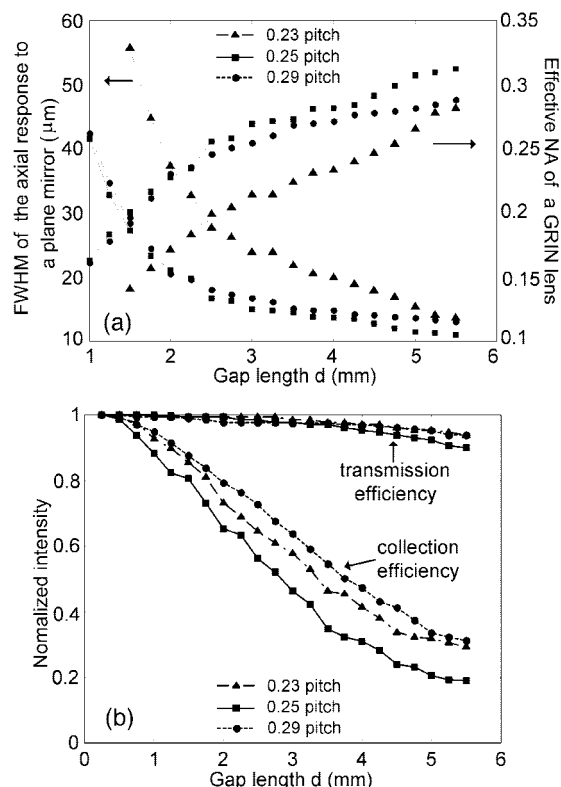 60
50
40
30
20
10
FWHM of the axial response to
a plane mirror (μm)
0.23 pitch
0.25 pitch
0.29 pitch
0.35
0.3
0.25
0.2
0.15
0.1
Effective NA of a GRIN
lens
(a)
1
2
3
4
5
6
Gap length d (mm)
1
0.8
0.6
0.4
0.2
0
Nomalized intensity
transmission
efficiency
collection
efficiency
0.23 pitch
0.25 pitch
0.29 pitch
(b)
0
1
2
3
4
5
6
Gap length d (mm)